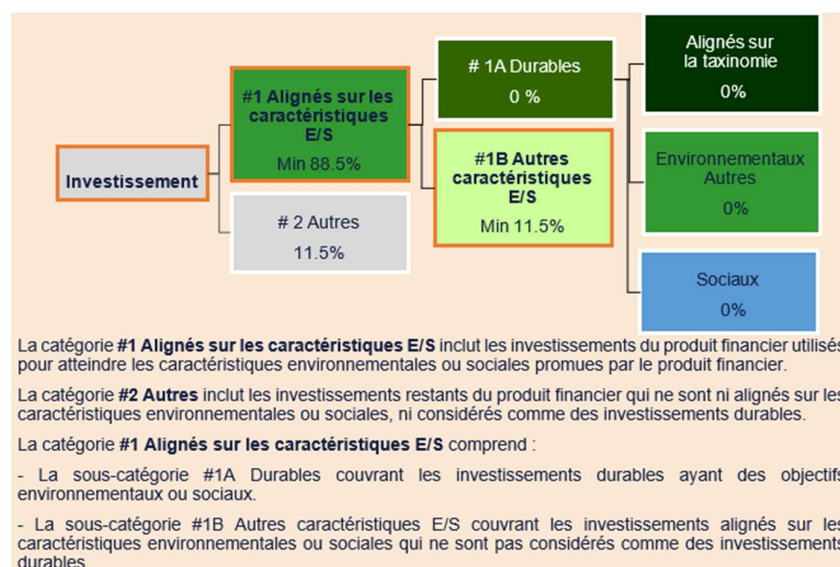 Investissement
#1 Alignés sur les
caractéristiques
E/S
Min 88.5%
# 2 Autres
11.5%
# 1A Durables
0 %
#1B Autres
caractéristiques
E/S
Min 11.5%
Alignés sur
la taxinomie
0%
Environnementaux
Autres
0%
Sociaux
0%
La catégorie #1 Alignés sur les caractéristiques E/S inclut les investissements du produit financier utilisés
pour atteindre les caractéristiques environnementales ou sociales promues par le produit financier.
La catégorie #2 Autres inclut les investissements restants du produit financier qui ne sont ni alignés sur les
caractéristiques environnementales ou sociales, ni considérés comme des investissements durables.
La catégorie #1 Alignés sur les caractéristiques E/S comprend :
- La sous-catégorie #1A Durables couvrant les investissements durables ayant des objectifs
environnementaux ou sociaux.
- La sous-catégorie #1B Autres caractéristiques E/S couvrant les investissements alignés sur les
caractéristiques environnementales ou sociales qui ne sont pas considérés comme des investissements
durables